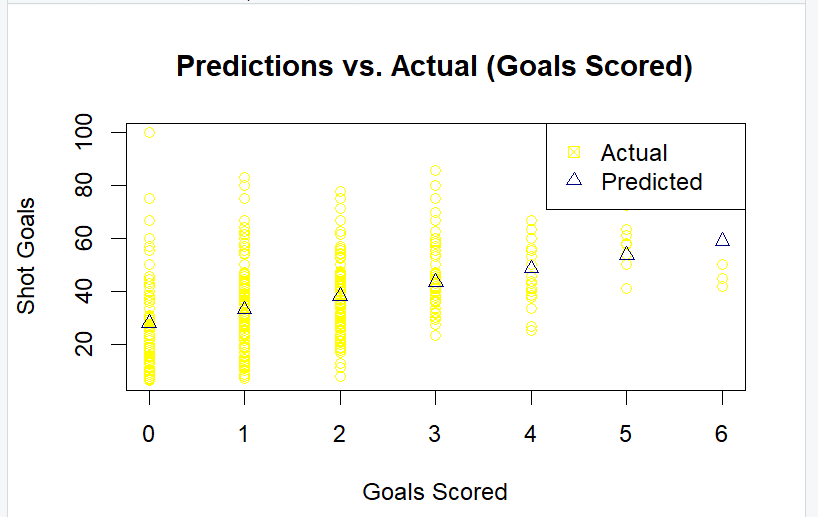 Predictions vs. Actual (Goals Scored)
Actual
Predicted
Shot Goals
100
80
60
40
20
0 1 2 3 4 5 6
Goals Scored